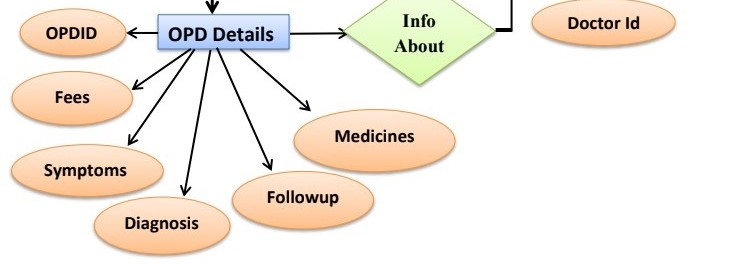 OPDID
OPD Details
Info
About
Doctor Id
Fees
Medicines
Symptoms
Followup
Diagnosis